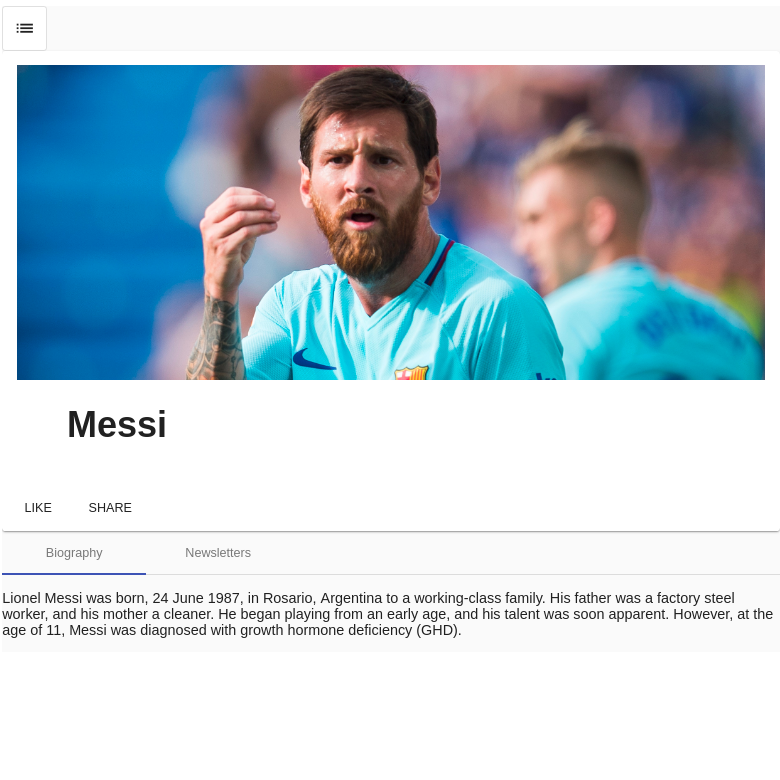 Messi
LIKE SHARE
Biography Newsletters
Lionel Messi was born, 24 June 1987, in Rosario, Argentina to a working-class family. His father was a factory steel
worker, and his mother a cleaner. He began playing from an early age, and his talent was soon apparent. However, at the
age of 11, Messi was diagnosed with growth hormone deficiency (GHD).